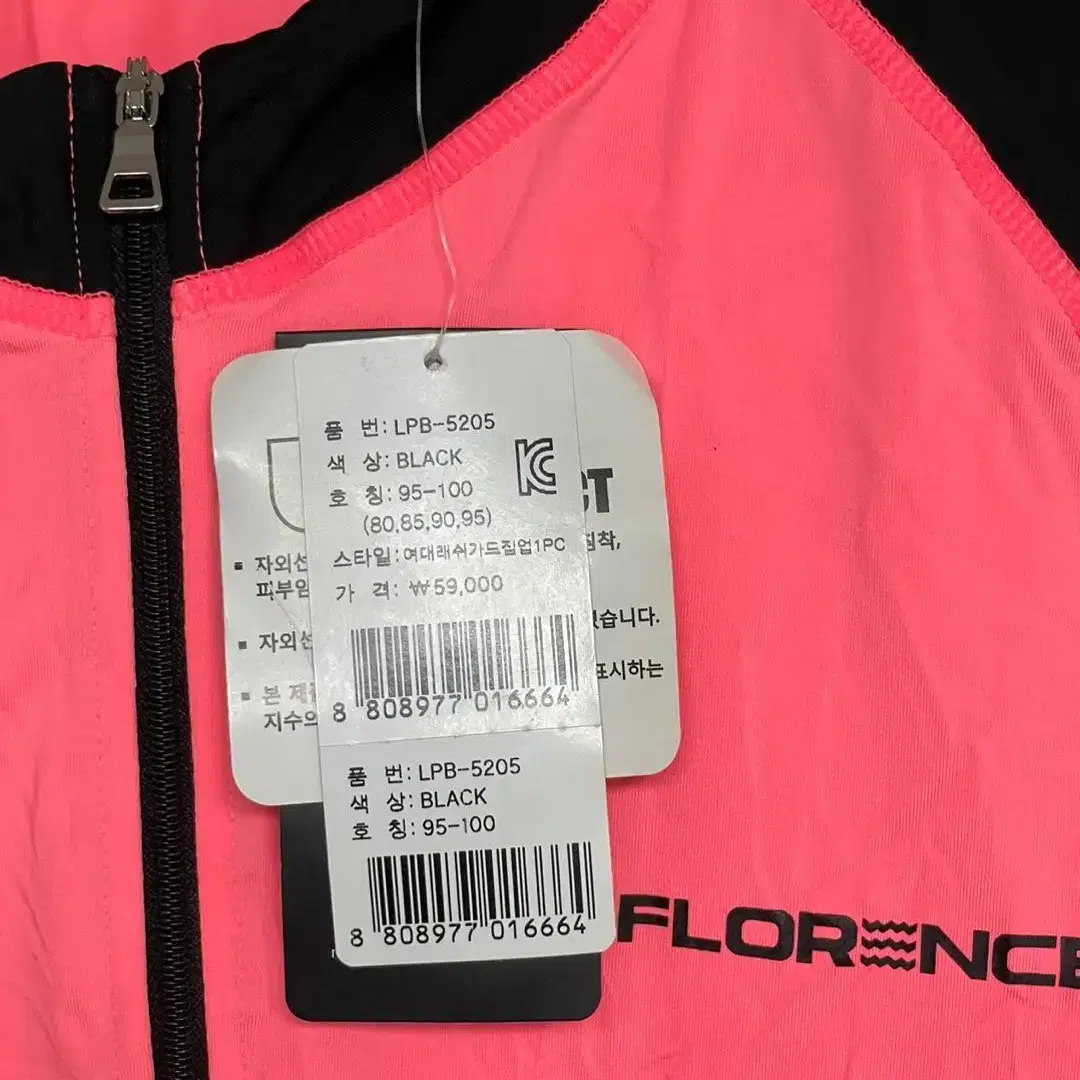 품 번: LPB-5205
색 상: BLACK
호 칭: 95-100
(80,85,90,95)
스타일: 여대래쉬가드집업1PC
가 격: ₩59,000
8 808977 016664
품 번: LPB-5205
색 상: BLACK
호 칭: 95-100
8 808977 016664
CT
▪ 자외선
피부암
▪ 자외선
습니다.
▪ 본 제
표시하는
지수의
FLORENCE